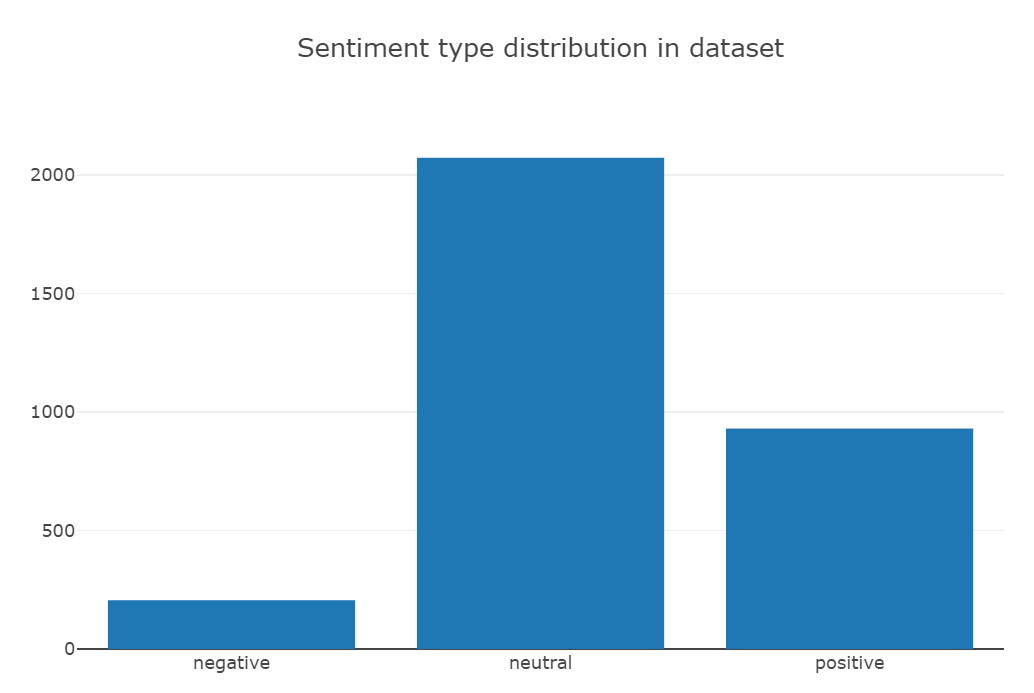 Sentiment type distribution in dataset
2000
1500
1000
500
0
negative neutral positive